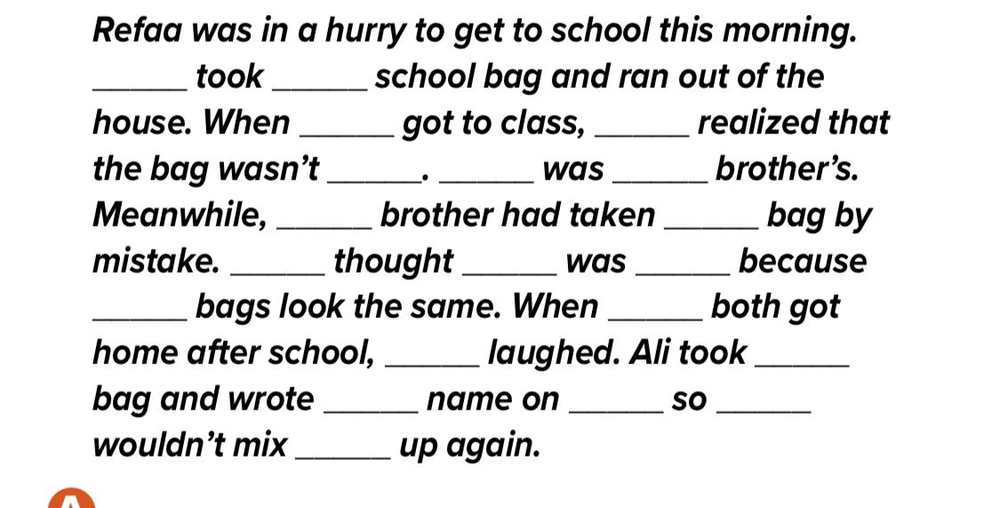 Refaa was in a hurry to get to school this morning.
______ took ______ school bag and ran out of the
house. When ______ got to class, ______ realized that
the bag wasn’t ______. ______ was ______ brother’s.
Meanwhile, ______ brother had taken ______ bag by
mistake. ______ thought ______ was ______ because
______ bags look the same. When ______ both got
home after school, ______ laughed. Ali took ______
bag and wrote ______ name on ______ so ______
wouldn’t mix ______ up again.